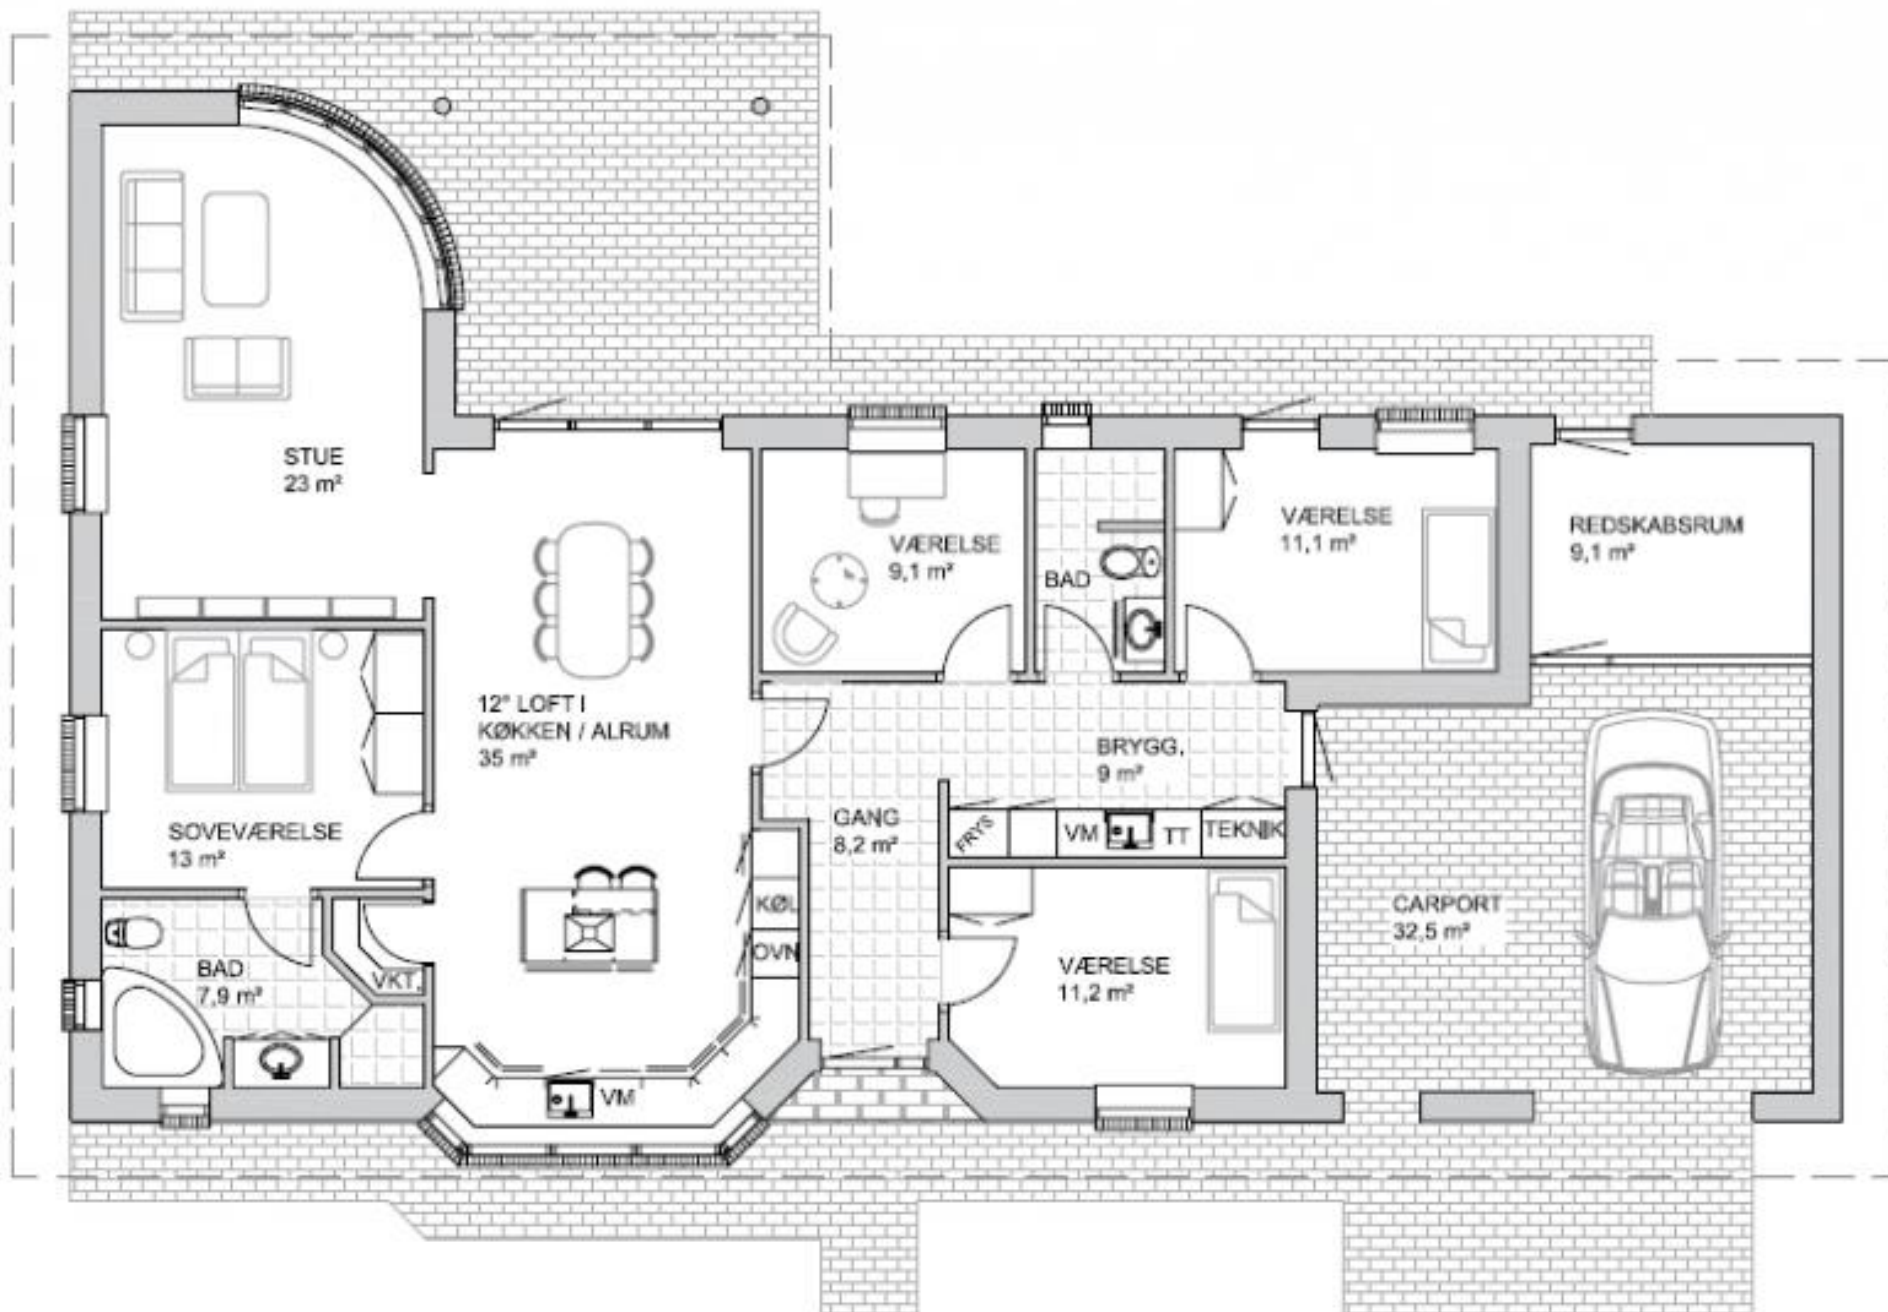 STUE
23 m²
VÆRELSE
9,1 m²
BAD
VÆRELSE
11,1 m²
REDSKABSRUM
9,1 m²
12° LOFT I
KØKKEN / ALRUM
35 m²
BRYGG.
9 m²
SOVEVÆRELSE
13 m²
GANG
8,2 m²
FRYS
VM
TT
TEKNIK
KØL
OVN
CARPORT
32,5 m²
BAD
7,9 m²
VKT.
VÆRELSE
11,2 m²
VM